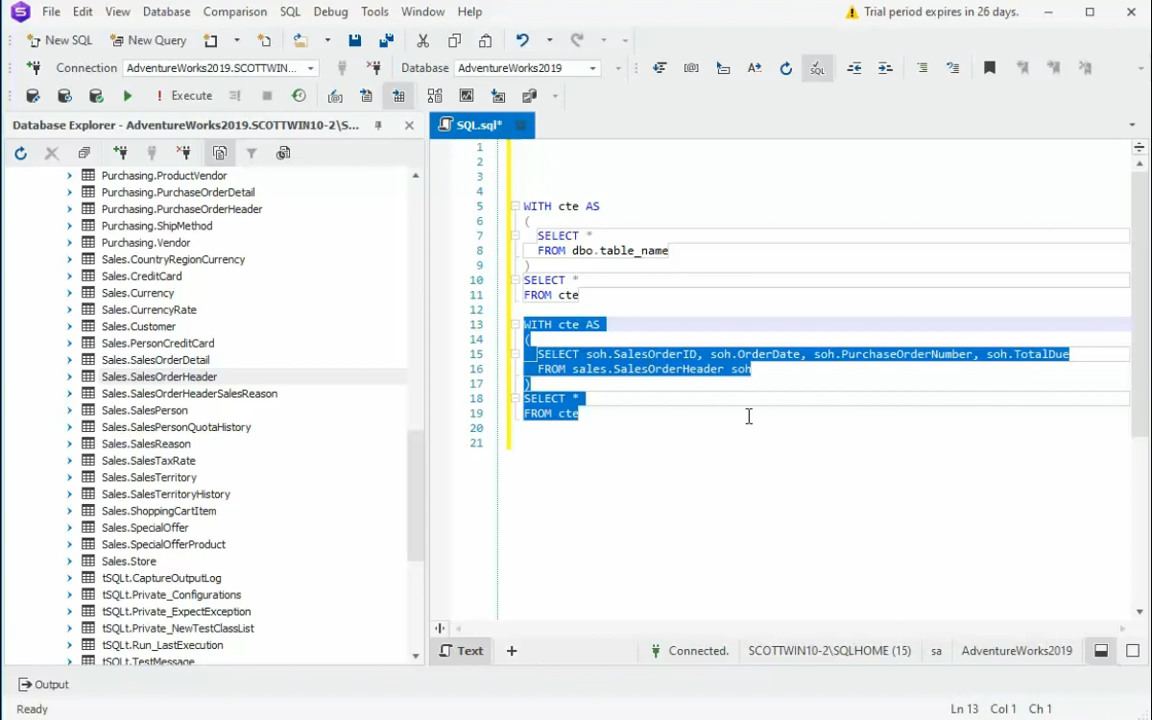 File Edit View Database Comparison SQL Debug Tools Window Help Trial period expires in 26 days.
New SQL New Query
Connection AdventureWorks2019.SCOTTWIN... Database AdventureWorks2019
Execute
Database Explorer - AdventureWorks2019.SCOTTWIN10-2\S...
Purchasing.ProductVendor
Purchasing.PurchaseOrderDetail
Purchasing.PurchaseOrderHeader
Purchasing.ShipMethod
Purchasing.Vendor
Sales.CountryRegionCurrency
Sales.CreditCard
Sales.Currency
Sales.CurrencyRate
Sales.Customer
Sales.PersonCreditCard
Sales.SalesOrderDetail
Sales.SalesOrderHeader
Sales.SalesOrderHeaderSalesReason
Sales.SalesPerson
Sales.SalesPersonQuotaHistory
Sales.SalesReason
Sales.SalesTaxRate
Sales.SalesTerritory
Sales.SalesTerritoryHistory
Sales.ShoppingCartItem
Sales.SpecialOffer
Sales.SpecialOfferProduct
Sales.Store
tSQLt.CaptureOutputLog
tSQLt.Private_Configurations
tSQLt.Private_ExpectException
tSQLt.Private_NewTestClassList
tSQLt.Run_LastExecution
tSQLt.TestMessage
SQL.sql*
1
2
3
4
5 WITH cte AS
6 (
7 SELECT *
8 FROM dbo.table_name
9 )
10 SELECT *
11 FROM cte
12
13 WITH cte AS
14 (
15 SELECT soh.SalesOrderID, soh.OrderDate, soh.PurchaseOrderNumber, soh.TotalDue
16 FROM sales.SalesOrderHeader soh
17 )
18 SELECT *
19 FROM cte
20
21
Text Connected. SCOTTWIN10-2\SQLHOME (15) sa AdventureWorks2019
Output
Ready Ln 13 Col 1 Ch 1